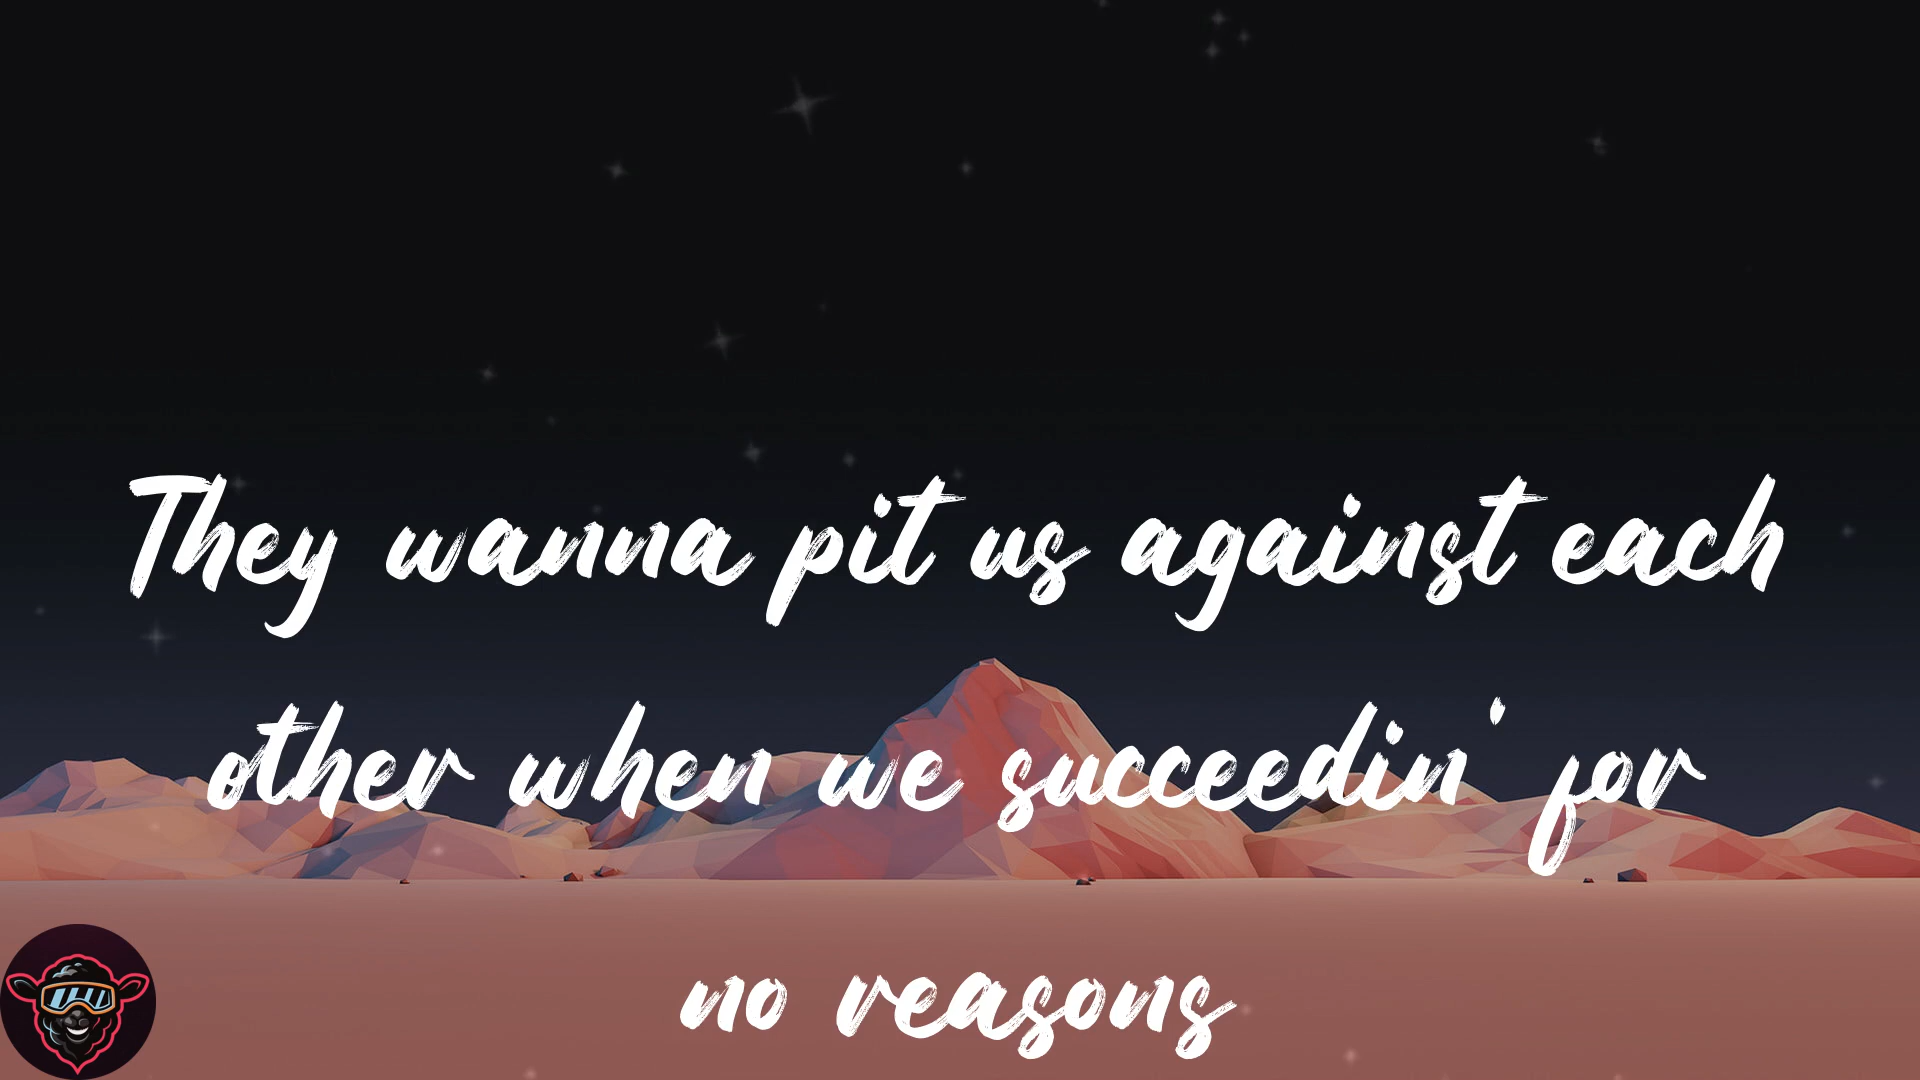 They wanna pit us against each
other when we succeedin' for
no reasons